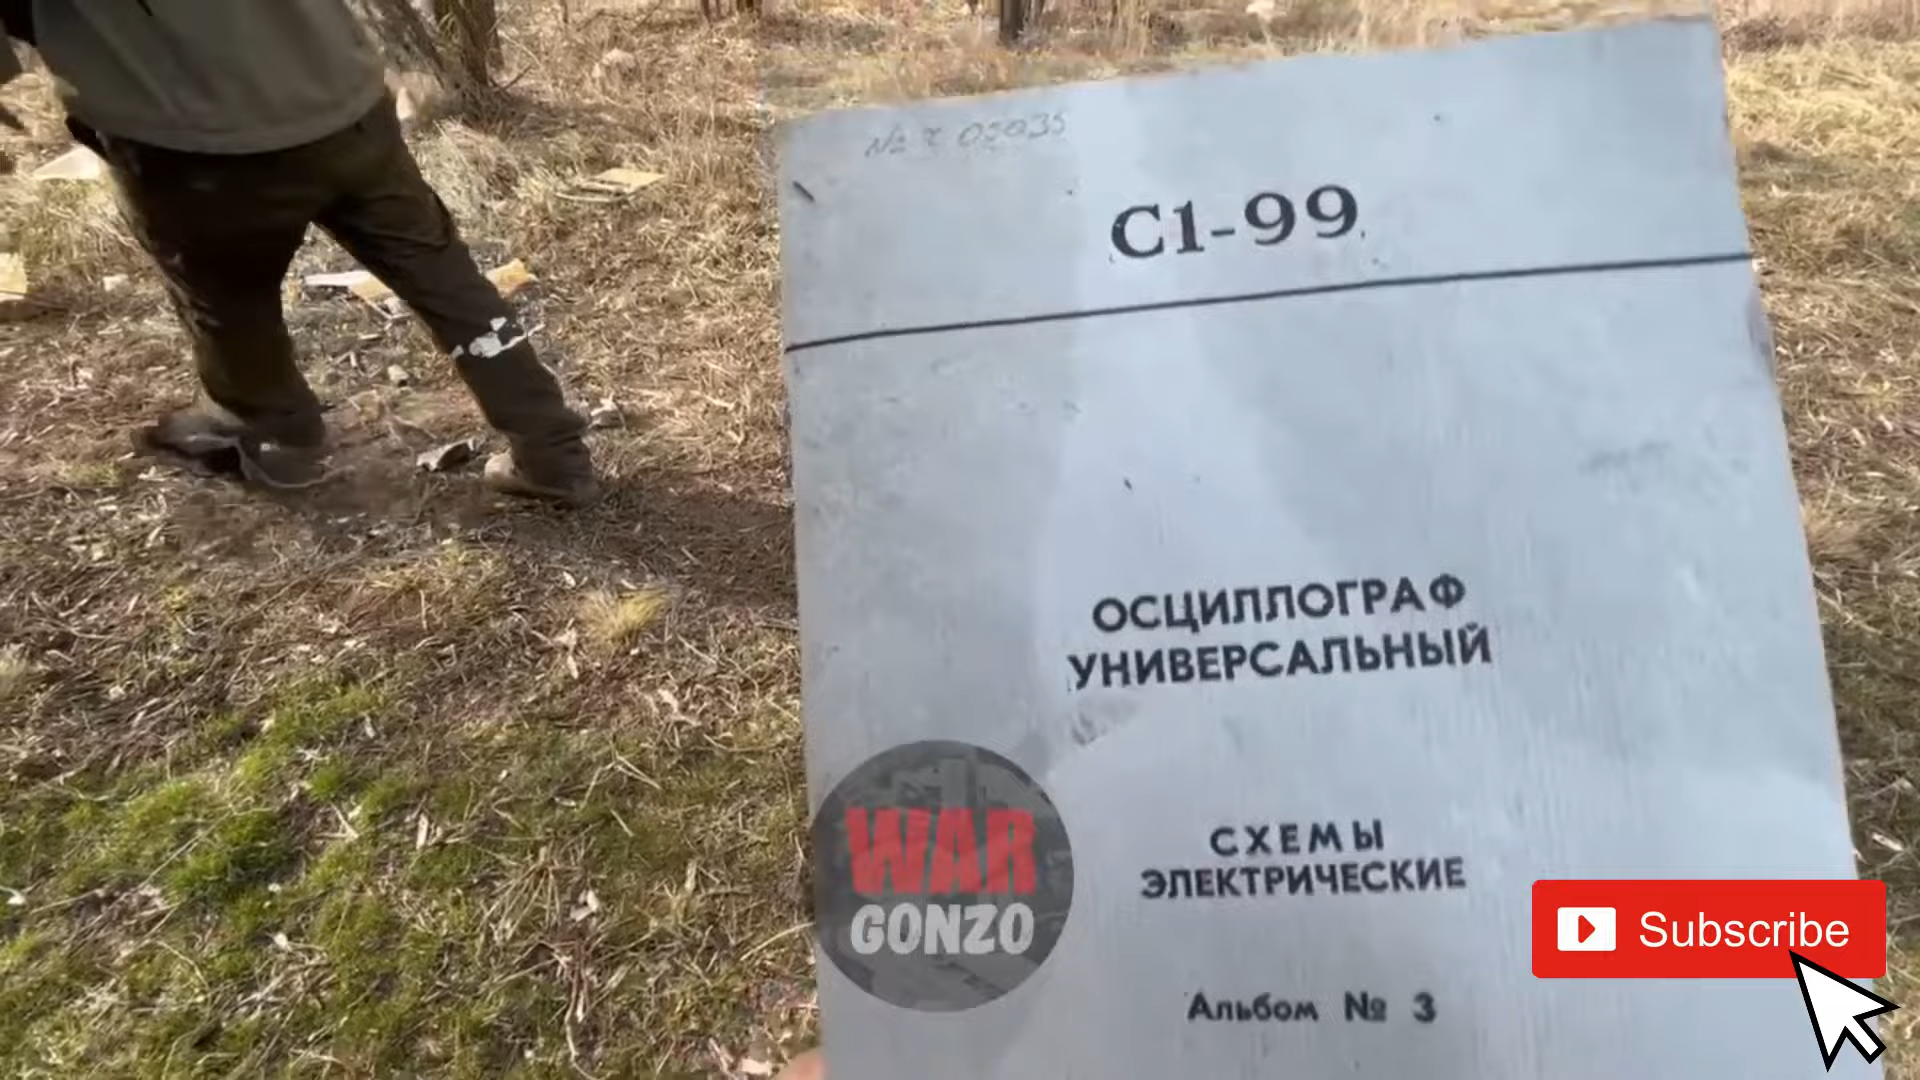 С1-99
ОСЦИЛЛОГРАФ
УНИВЕРСАЛЬНЫЙ
СХЕМЫ
ЭЛЕКТРИЧЕСКИЕ
Альбом № 3
WAR
GONZO
Subscribe